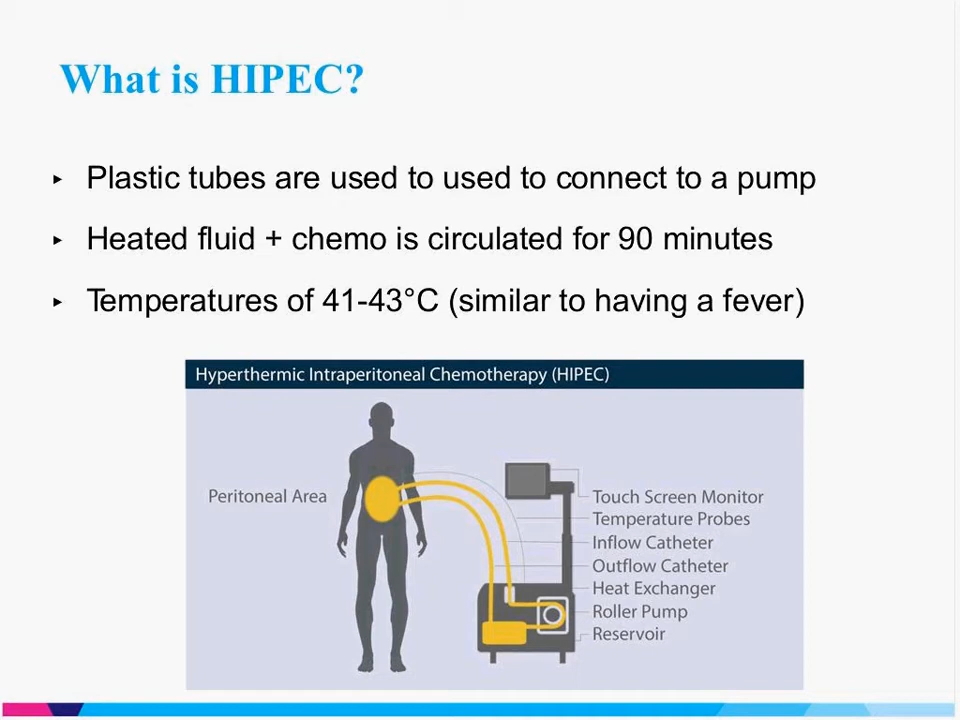 What is HIPEC?
‣ Plastic tubes are used to used to connect to a pump
‣ Heated fluid + chemo is circulated for 90 minutes
‣ Temperatures of 41-43°C (similar to having a fever)
Hyperthermic Intraperitoneal Chemotherapy (HIPEC)
Peritoneal Area
Touch Screen Monitor
Temperature Probes
Inflow Catheter
Outflow Catheter
Heat Exchanger
Roller Pump
Reservoir